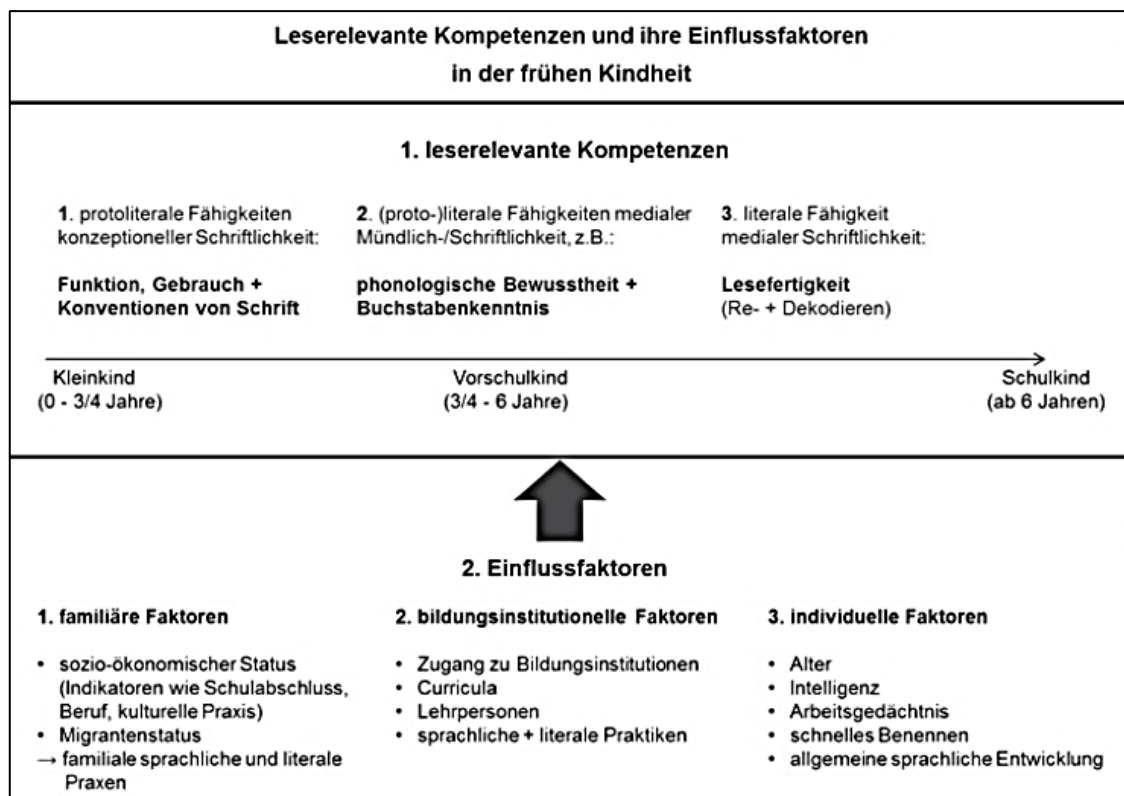 Leserelevante Kompetenzen und ihre Einflussfaktoren
in der frühen Kindheit
1. leserelevante Kompetenzen
1. protoliterale Fähigkeiten
konzeptioneller Schriftlichkeit:
Funktion, Gebrauch +
Konventionen von Schrift
2. (proto-)literale Fähigkeiten medialer
Mündlich-/Schriftlichkeit, z.B.:
phonologische Bewusstheit +
Buchstabenkenntnis
3. literale Fähigkeit
medialer Schriftlichkeit:
Lesefertigkeit
(Re- + Dekodieren)
Kleinkind
(0 - 3/4 Jahre)
Vorschulkind
(3/4 - 6 Jahre)
Schulkind
(ab 6 Jahren)
2. Einflussfaktoren
1. familiäre Faktoren
• sozio-ökonomischer Status
(Indikatoren wie Schulabschluss,
Beruf, kulturelle Praxis)
• Migrantenstatus
→ familiale sprachliche und literale
Praxen
2. bildungsinstitutionelle Faktoren
• Zugang zu Bildungsinstitutionen
• Curricula
• Lehrpersonen
• sprachliche + literale Praktiken
3. individuelle Faktoren
• Alter
• Intelligenz
• Arbeitsgedächtnis
• schnelles Benennen
• allgemeine sprachliche Entwicklung